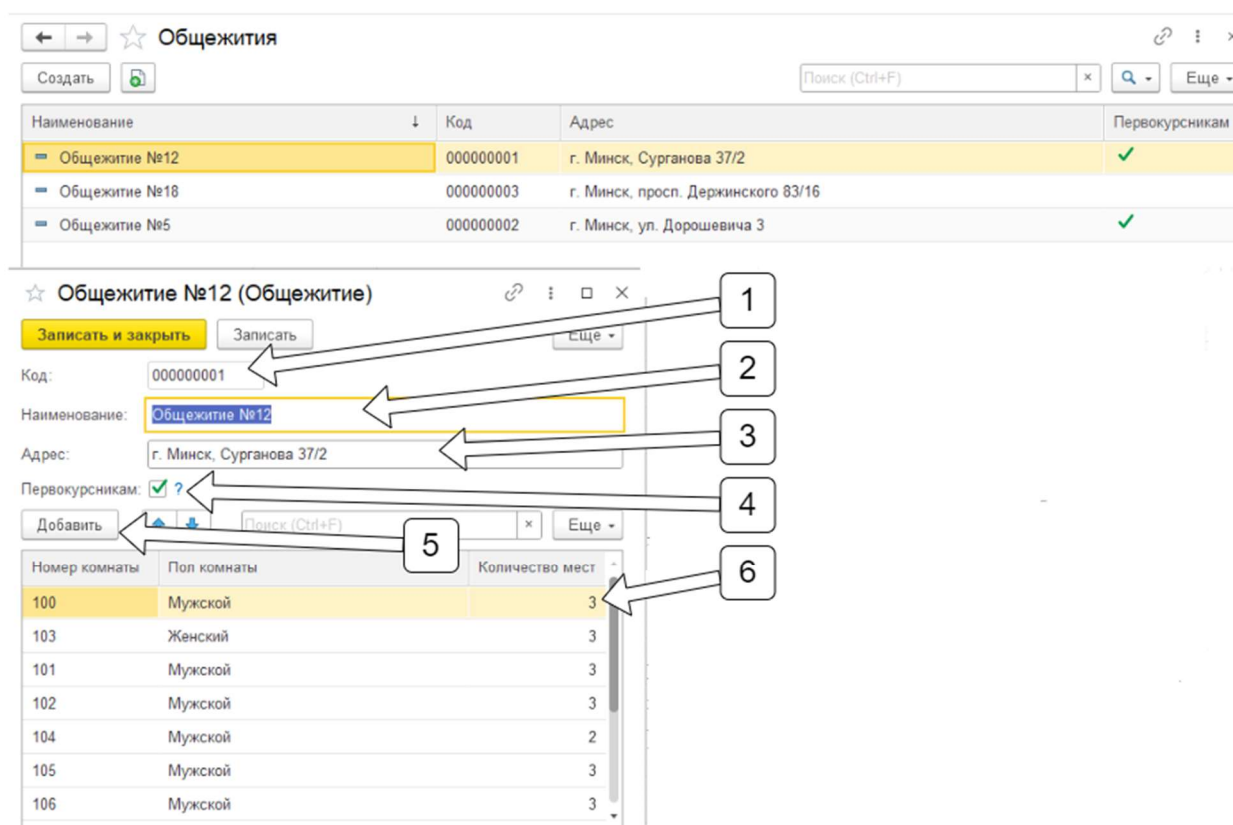 Общежития
Создать Поиск (Ctrl+F) × Еще
Наименование ↓ Код Адрес Первокурсникам
Общежитие №12 000000001 г. Минск, Сурганова 37/2
Общежитие №18 000000003 г. Минск, просп. Держинского 83/16
Общежитие №5 000000002 г. Минск, ул. Дорошевича 3
Общежитие №12 (Общежитие)
1
Записать и закрыть Записать Еще
Код: 000000001
2
Наименование: Общежитие №12
3
Адрес: г. Минск, Сурганова 37/2
Первокурсникам: ?
4
Добавить Поиск (Ctrl+F) × Еще
5
Номер комнаты Пол комнаты Количество мест
6
100 Мужской 3
103 Женский 3
101 Мужской 3
102 Мужской 3
104 Мужской 2
105 Мужской 3
106 Мужской 3